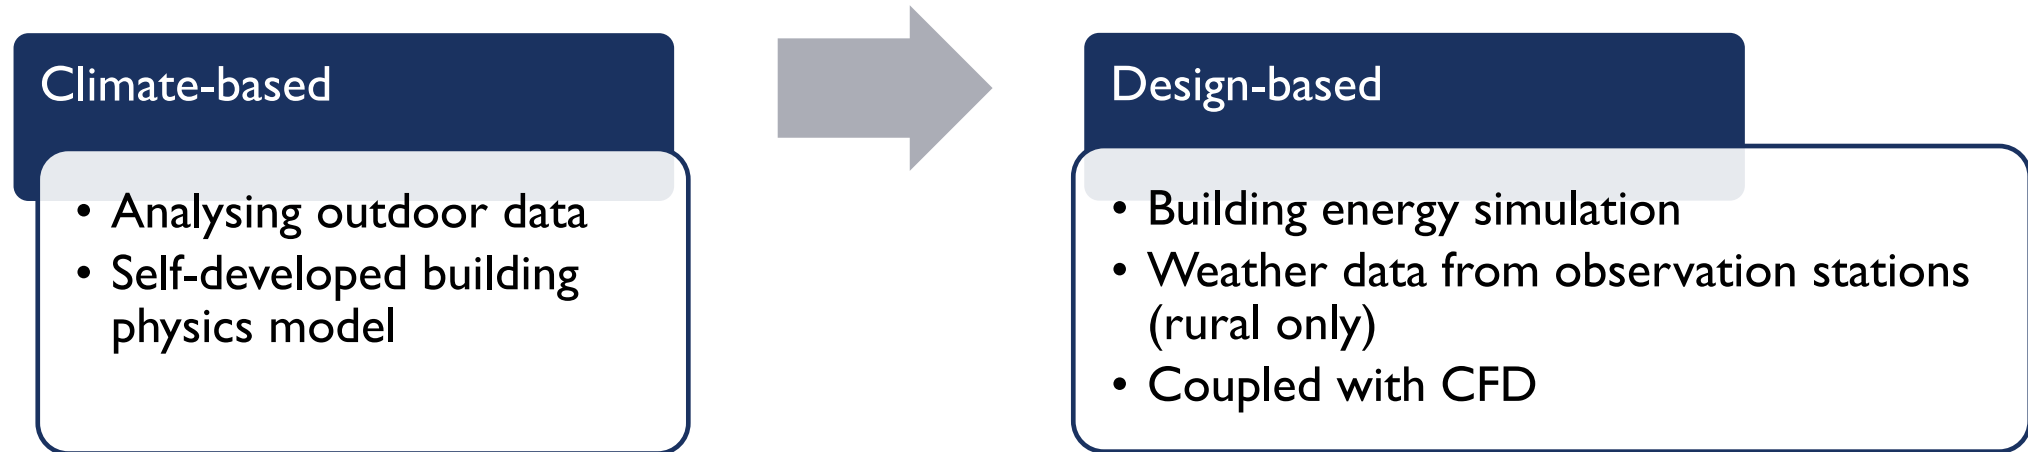 Climate-based
• Analysing outdoor data
• Self-developed building
physics model
Design-based
• Building energy simulation
• Weather data from observation stations
(rural only)
• Coupled with CFD